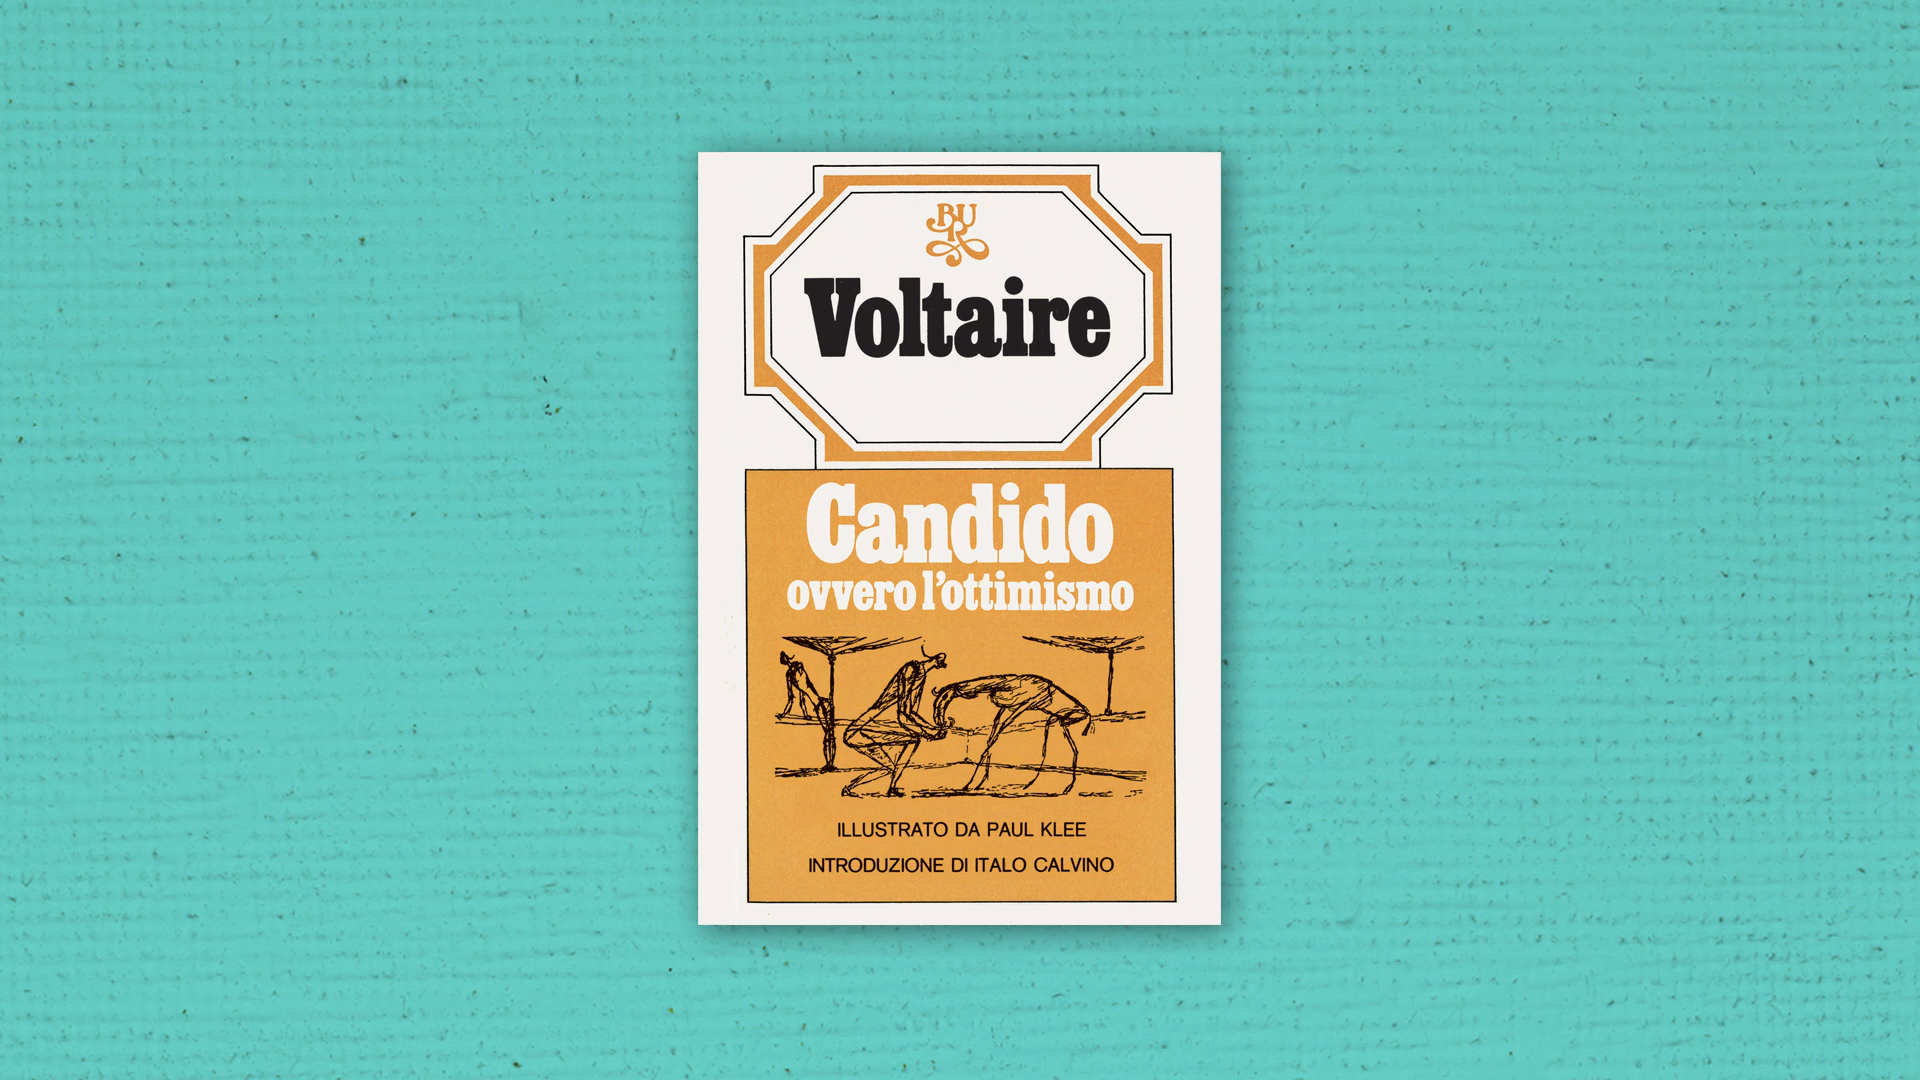 BUR
Voltaire
Candido
ovvero l'ottimismo
ILLUSTRATO DA PAUL KLEE
INTRODUZIONE DI ITALO CALVINO